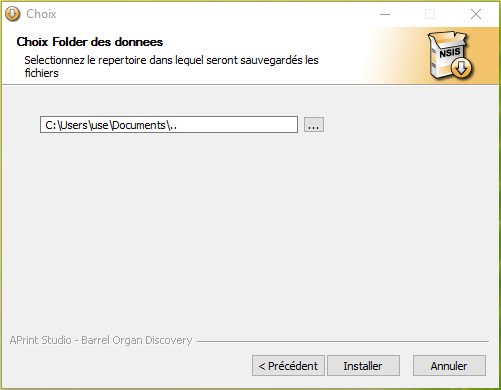 Choix
Choix Folder des donnees
Selectionnez le repertoire dans lequel seront sauvegardés les
fichiers
NSIS
C:\Users\use\Documents\..
...
APrint Studio - Barrel Organ Discovery
< Précédent
Installer
Annuler